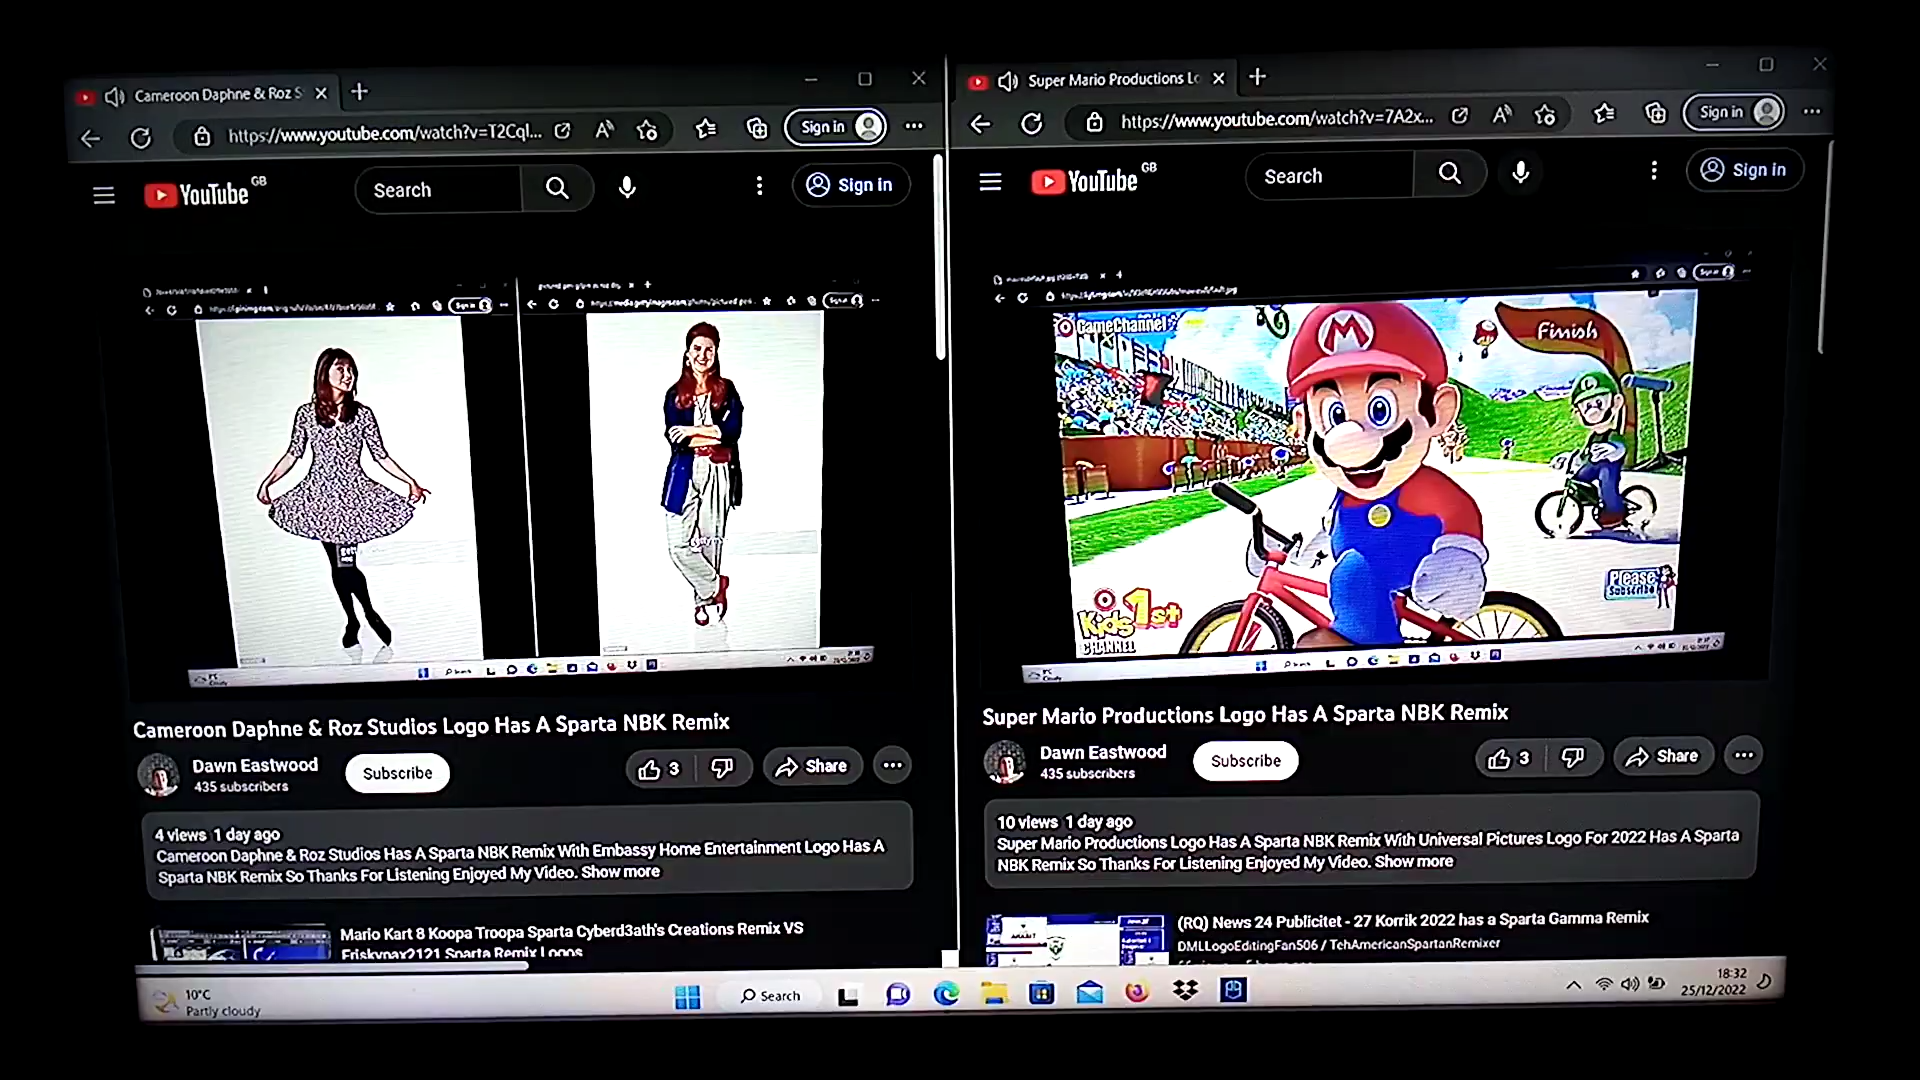 Cameroon Daphne & Roz S
https://www.youtube.com/watch?v=T2Cql...
Sign in
YouTube GB
Search
Sign in
Cameroon Daphne & Roz Studios Logo Has A Sparta NBK Remix
Dawn Eastwood
435 subscribers
Subscribe
3
Share
4 views 1 day ago
Cameroon Daphne & Roz Studios Has A Sparta NBK Remix With Embassy Home Entertainment Logo Has A
Sparta NBK Remix So Thanks For Listening Enjoyed My Video. Show more
Mario Kart 8 Koopa Troopa Sparta Cyberd3ath's Creations Remix VS
Friskynax2121 Sparta Remix Logos
Super Mario Productions Lo
https://www.youtube.com/watch?v=7A2x...
Sign in
YouTube GB
Search
Sign in
GameChannel
M
Finish
Kids 1st
CHANNEL
Please
Subscribe
Super Mario Productions Logo Has A Sparta NBK Remix
Dawn Eastwood
435 subscribers
Subscribe
3
Share
10 views 1 day ago
Super Mario Productions Logo Has A Sparta NBK Remix With Universal Pictures Logo For 2022 Has A Sparta
NBK Remix So Thanks For Listening Enjoyed My Video. Show more
(RQ) News 24 Publicitet - 27 Korrik 2022 has a Sparta Gamma Remix
DMLLogoEditingFan506 / TehAmericanSpartanRemixer
10°C
Partly cloudy
Search
18:32
25/12/2022